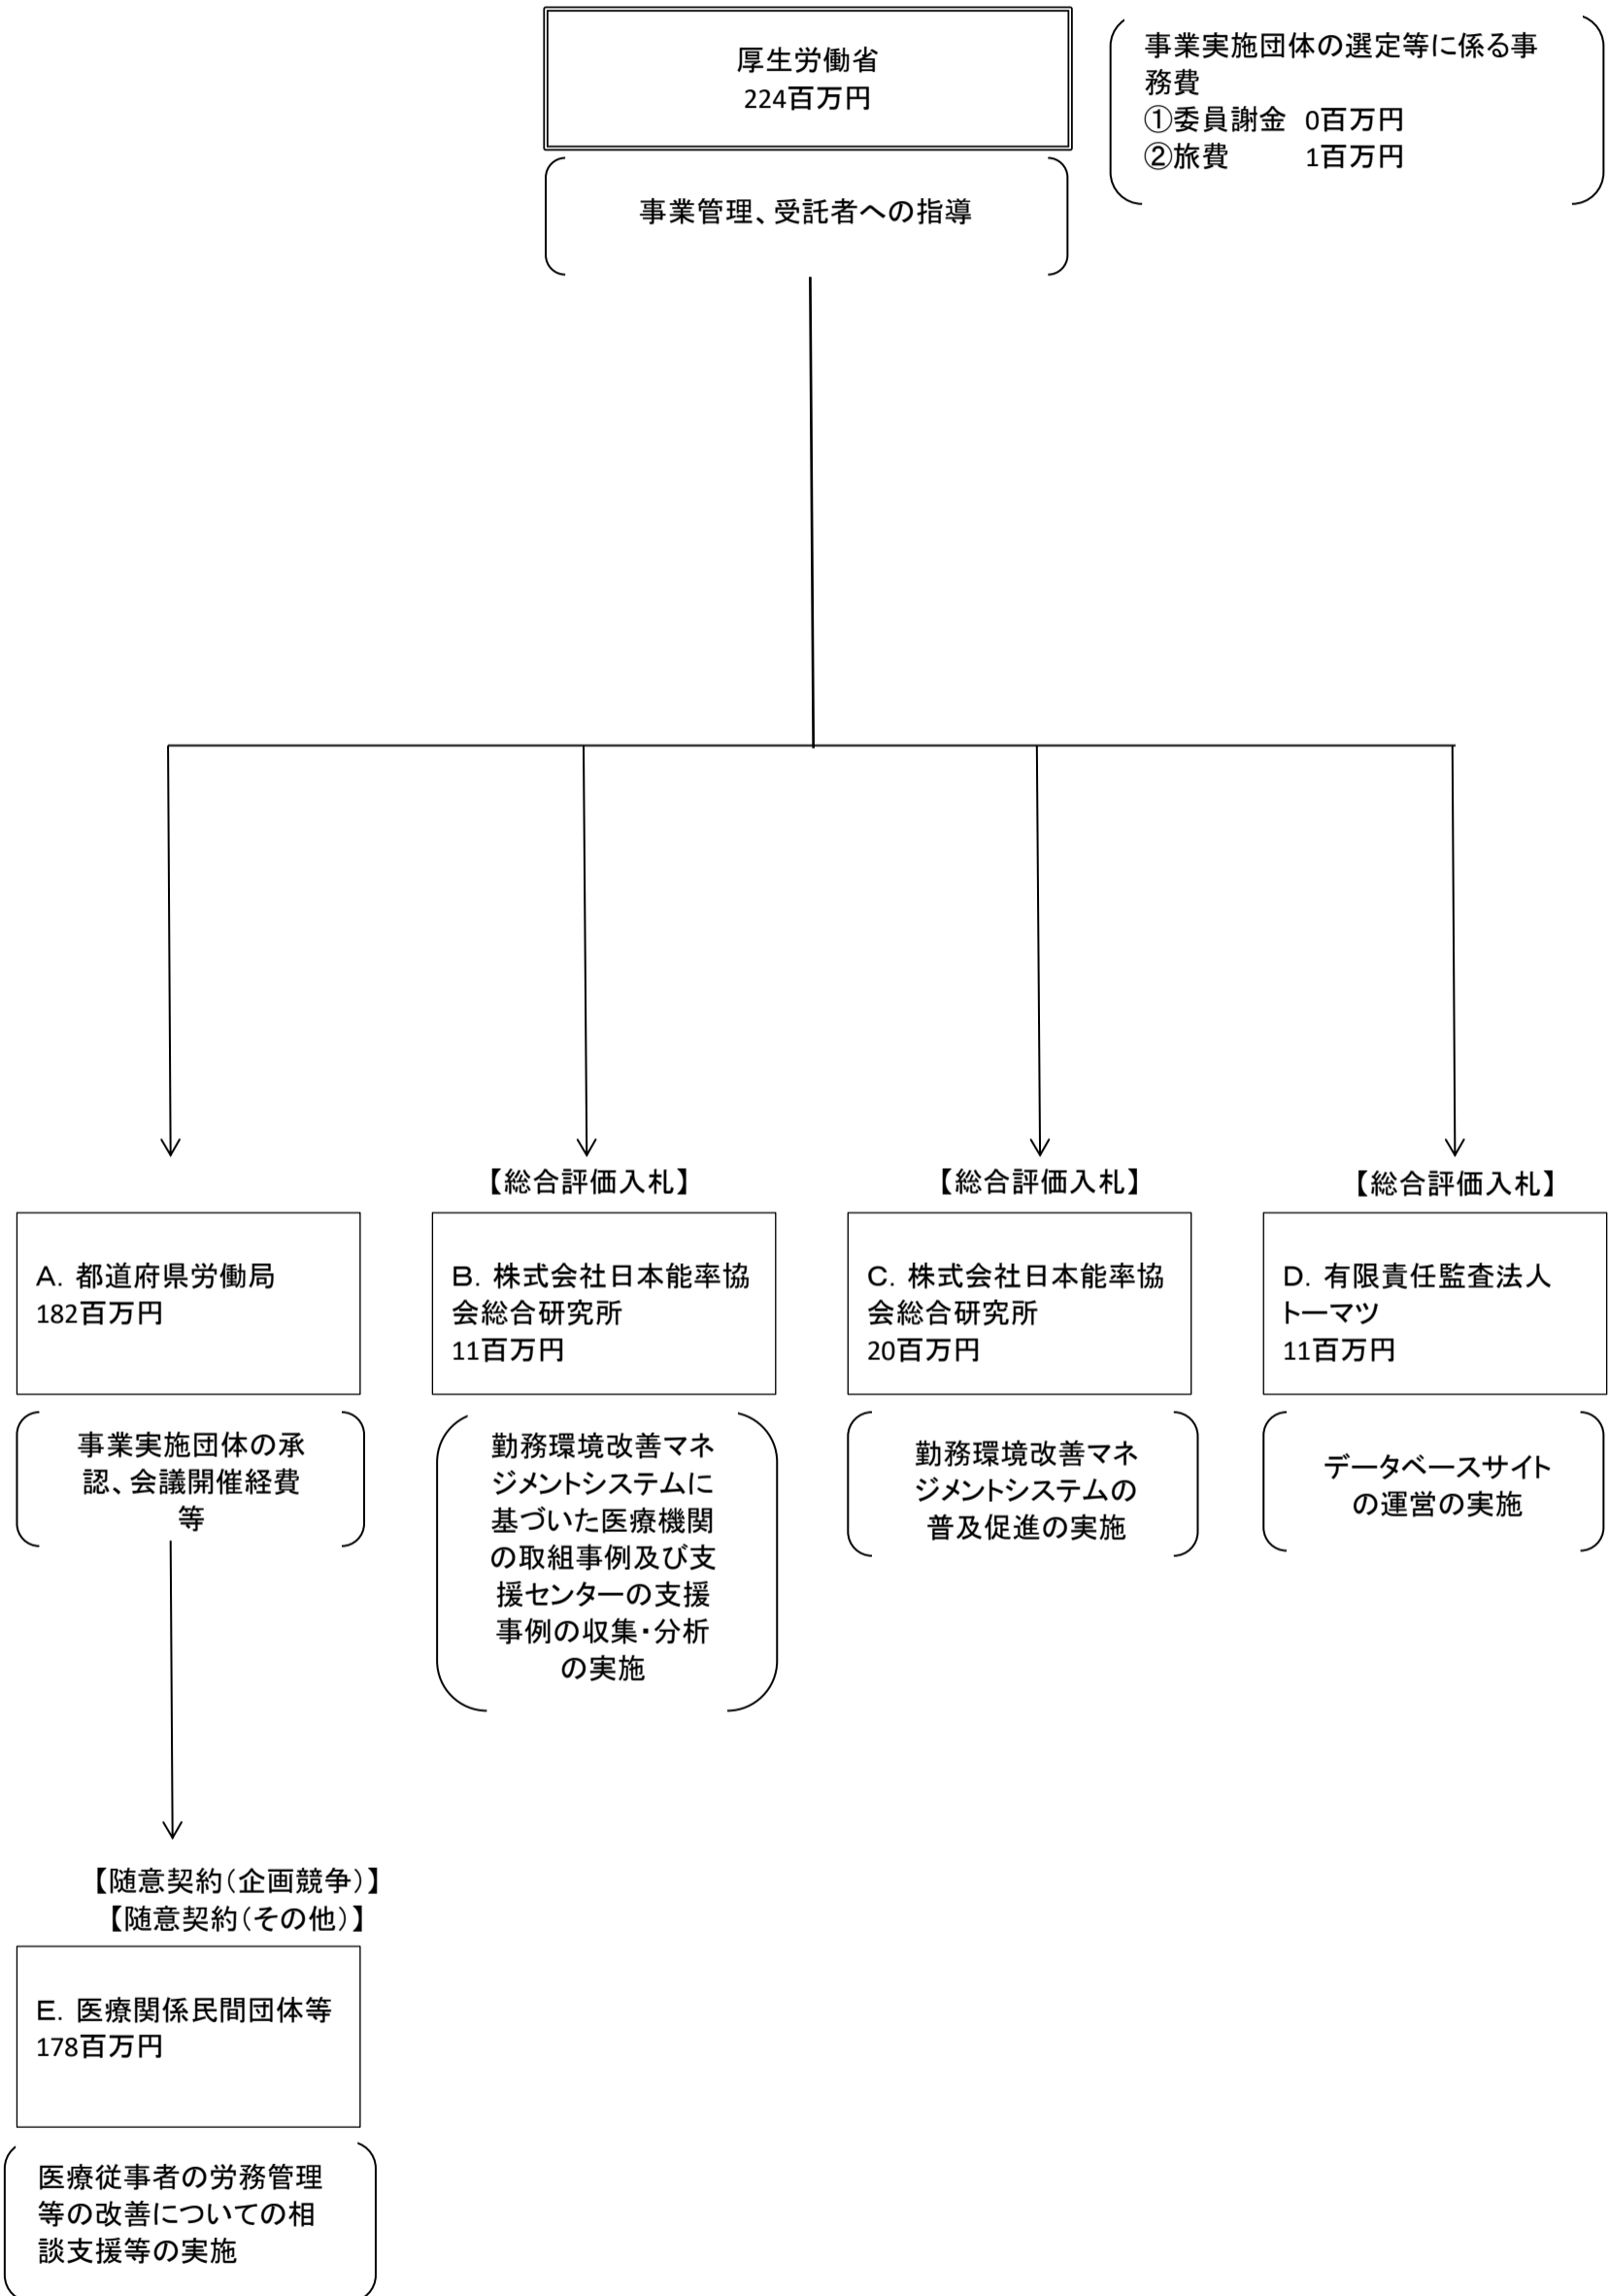 厚生労働省
224百万円
事業実施団体の選定等に係る事
務費
①委員謝金　0百万円
②旅費　　　1百万円
事業管理、受託者への指導
【総合評価入札】
【総合評価入札】
【総合評価入札】
A．都道府県労働局
182百万円
B．株式会社日本能率協
会総合研究所
11百万円
C．株式会社日本能率協
会総合研究所
20百万円
D．有限責任監査法人
トーマツ
11百万円
事業実施団体の承
認、会議開催経費
等
勤務環境改善マネ
ジメントシステムに
基づいた医療機関
の取組事例及び支
援センターの支援
事例の収集・分析
の実施
勤務環境改善マネ
ジメントシステムの
普及促進の実施
データベースサイト
の運営の実施
【随意契約（企画競争）】
【随意契約（その他）】
E．医療関係民間団体等
178百万円
医療従事者の労務管理
等の改善についての相
談支援等の実施